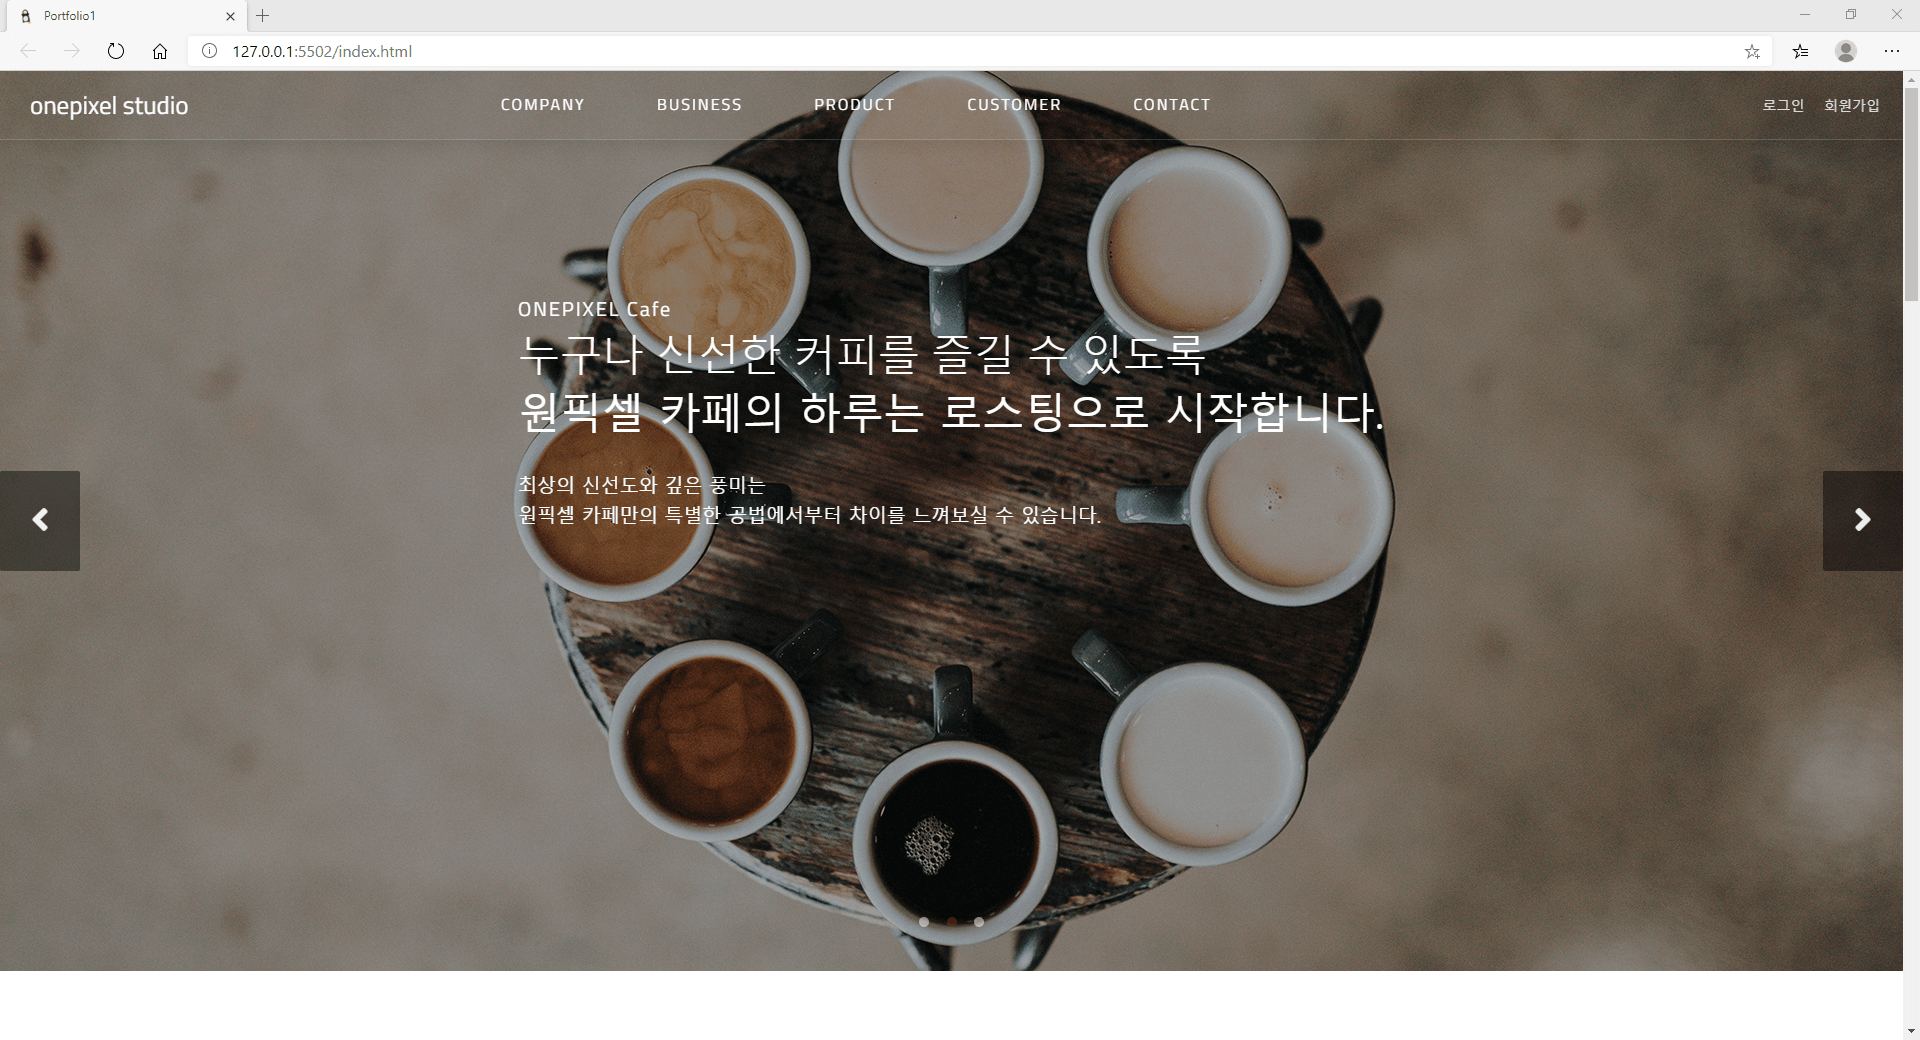 Portfolio1
127.0.0.1:5502/index.html
onepixel studio
COMPANY BUSINESS PRODUCT CUSTOMER CONTACT
로그인 회원가입
ONEPIXEL Cafe
누구나 신선한 커피를 즐길 수 있도록
원픽셀 카페의 하루는 로스팅으로 시작합니다.
최상의 신선도와 깊은 풍미는
원픽셀 카페만의 특별한 공법에서부터 차이를 느껴보실 수 있습니다.